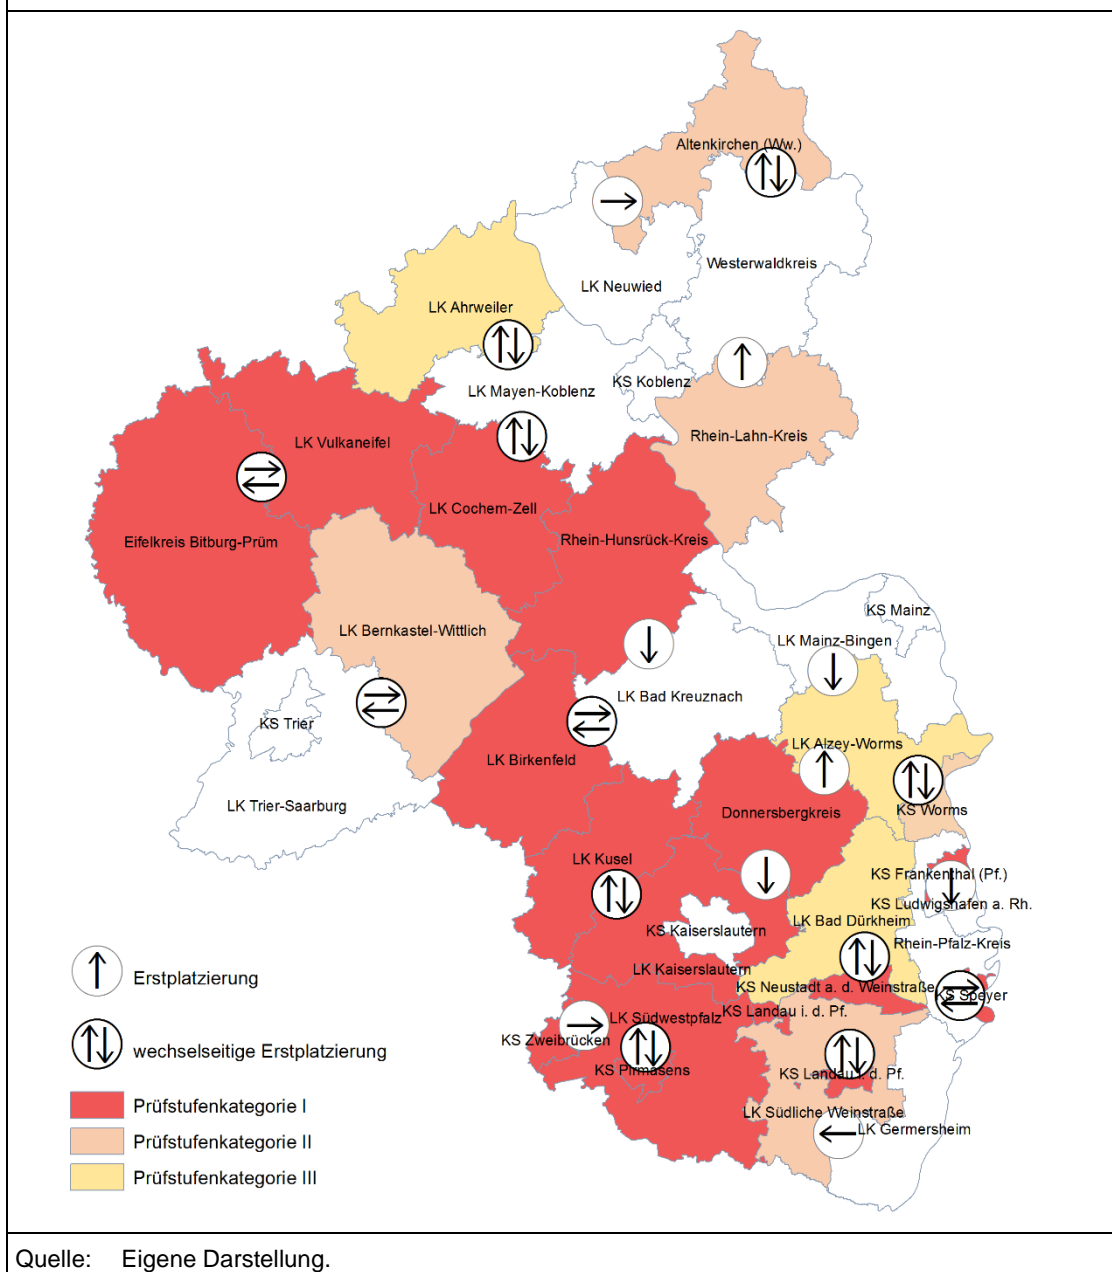 Altenkirchen (Ww.)
Westerwaldkreis
LK Neuwied
LK Ahrweiler
KS Koblenz
LK Mayen-Koblenz
Rhein-Lahn-Kreis
LK Vulkaneifel
LK Cochem-Zell
Eifelkreis Bitburg-Prüm
Rhein-Hunsrück-Kreis
KS Mainz
LK Bernkastel-Wittlich
LK Mainz-Bingen
LK Bad Kreuznach
KS Trier
LK Alzey-Worms
LK Birkenfeld
LK Trier-Saarburg
Donnersbergkreis
KS Worms
LK Kusel
KS Frankenthal (Pf.)
KS Ludwigshafen a. Rh.
LK Bad Dürkheim
KS Kaiserslautern
Rhein-Pfalz-Kreis
LK Kaiserslautern
KS Neustadt a. d. Weinstraße
KS Speyer
KS Landau i. d. Pf.
LK Südwestpfalz
KS Zweibrücken
KS Pirmasens
KS Landau i. d. Pf.
LK Südliche Weinstraße
LK Germersheim
Erstplatzierung
wechselseitige Erstplatzierung
Prüfstufenkategorie I
Prüfstufenkategorie II
Prüfstufenkategorie III
Quelle: Eigene Darstellung.